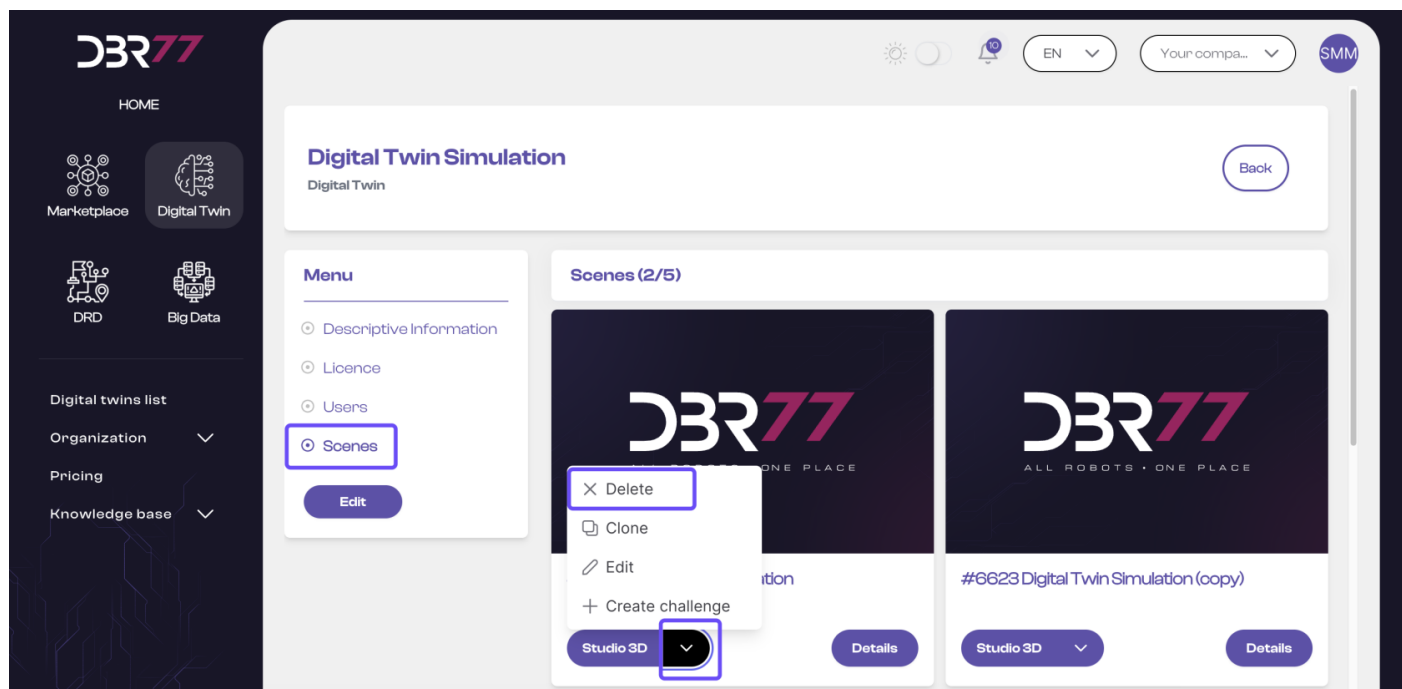 DBR77
HOME
Marketplace
Digital Twin
DRD
Big Data
Digital twins list
Organization
Pricing
Knowledge base
10
EN
Your compa...
SMM
Digital Twin Simulation
Digital Twin
Back
Menu
Descriptive Information
Licence
Users
Scenes
Edit
Scenes (2/5)
DBR77
ONE PLACE
Delete
Clone
Edit
Create challenge
tion
Studio 3D
Details
DBR77
ALL ROBOTS • ONE PLACE
#6623 Digital Twin Simulation (copy)
Studio 3D
Details